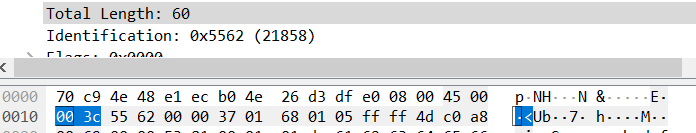 Total Length: 60
Identification: 0x5562 (21858)
Flags: 0x0000
0000 70 c9 4e 48 e1 ec b0 4e 26 d3 df e0 08 00 45 00 p·NH···N &·····E·
0010 00 3c 55 62 00 00 37 01 68 01 05 ff ff 4d c0 a8 ·<Ub··7· h····M··